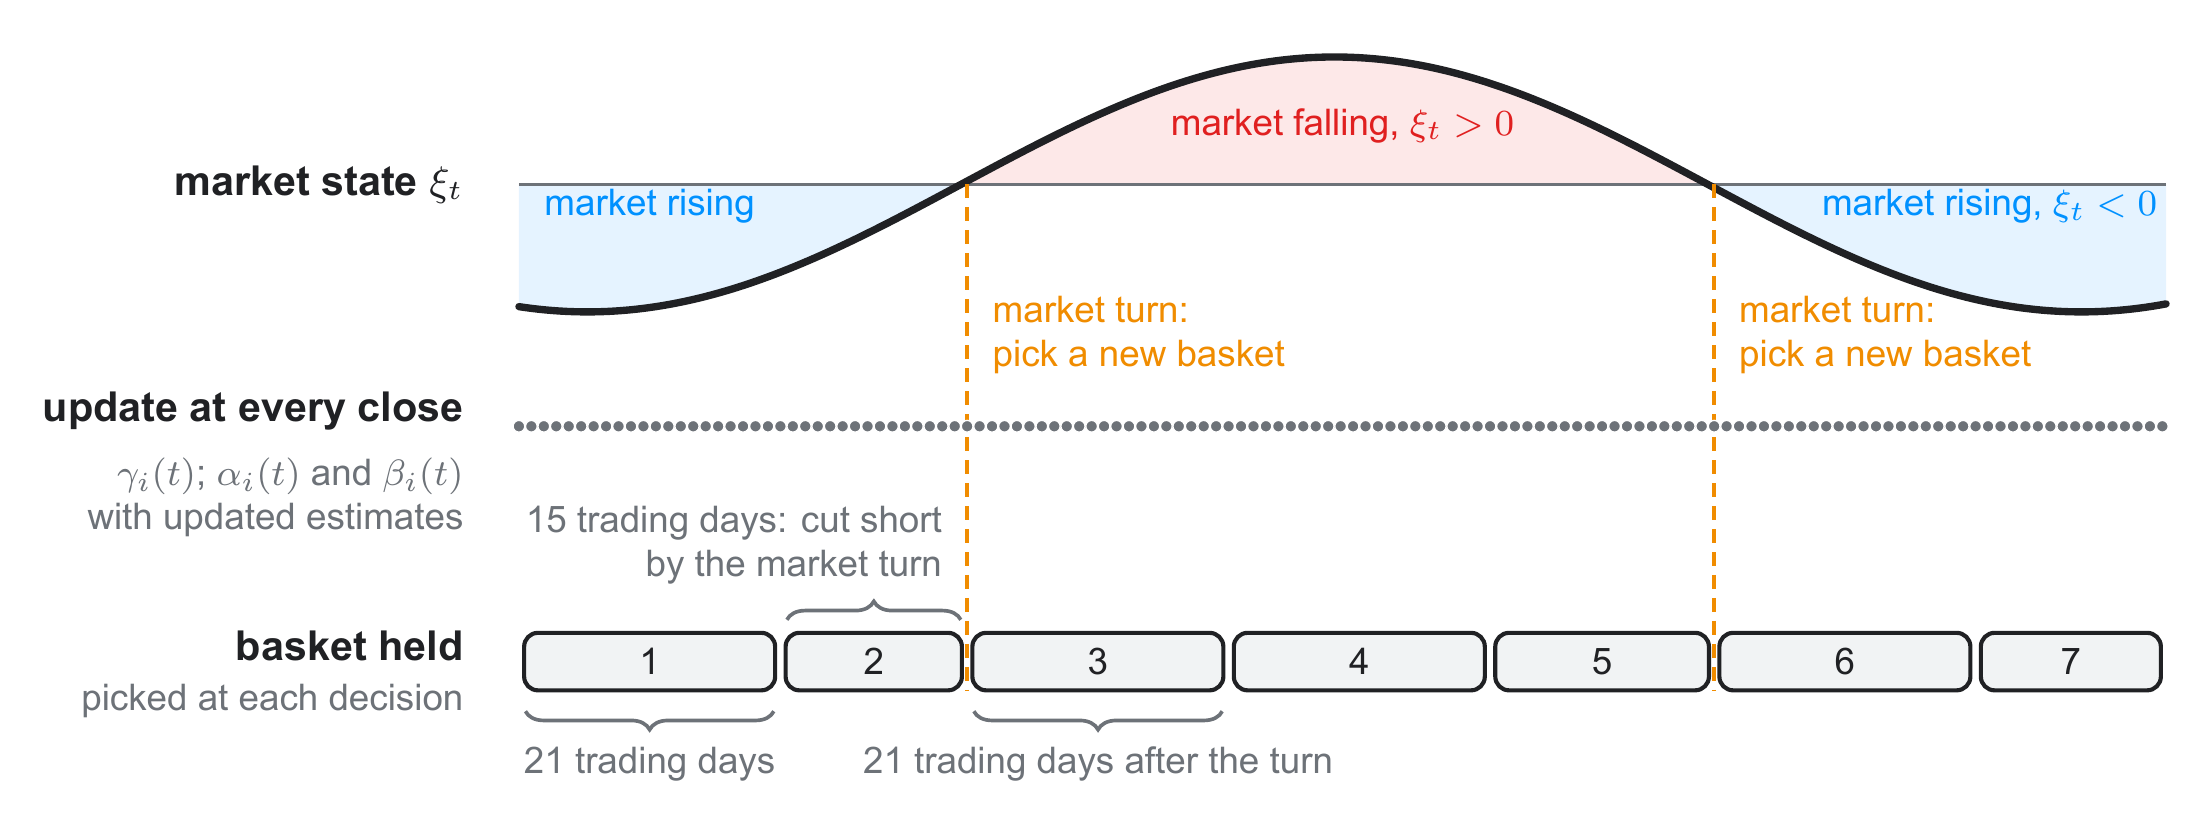 market falling, ξₜ > 0
market state ξₜ
market rising
market rising, ξₜ < 0
market turn:
pick a new basket
market turn:
pick a new basket
update at every close
γᵢ(t); αᵢ(t) and βᵢ(t)
with updated estimates
15 trading days: cut short
by the market turn
basket held
picked at each decision
1
2
3
4
5
6
7
21 trading days
21 trading days after the turn